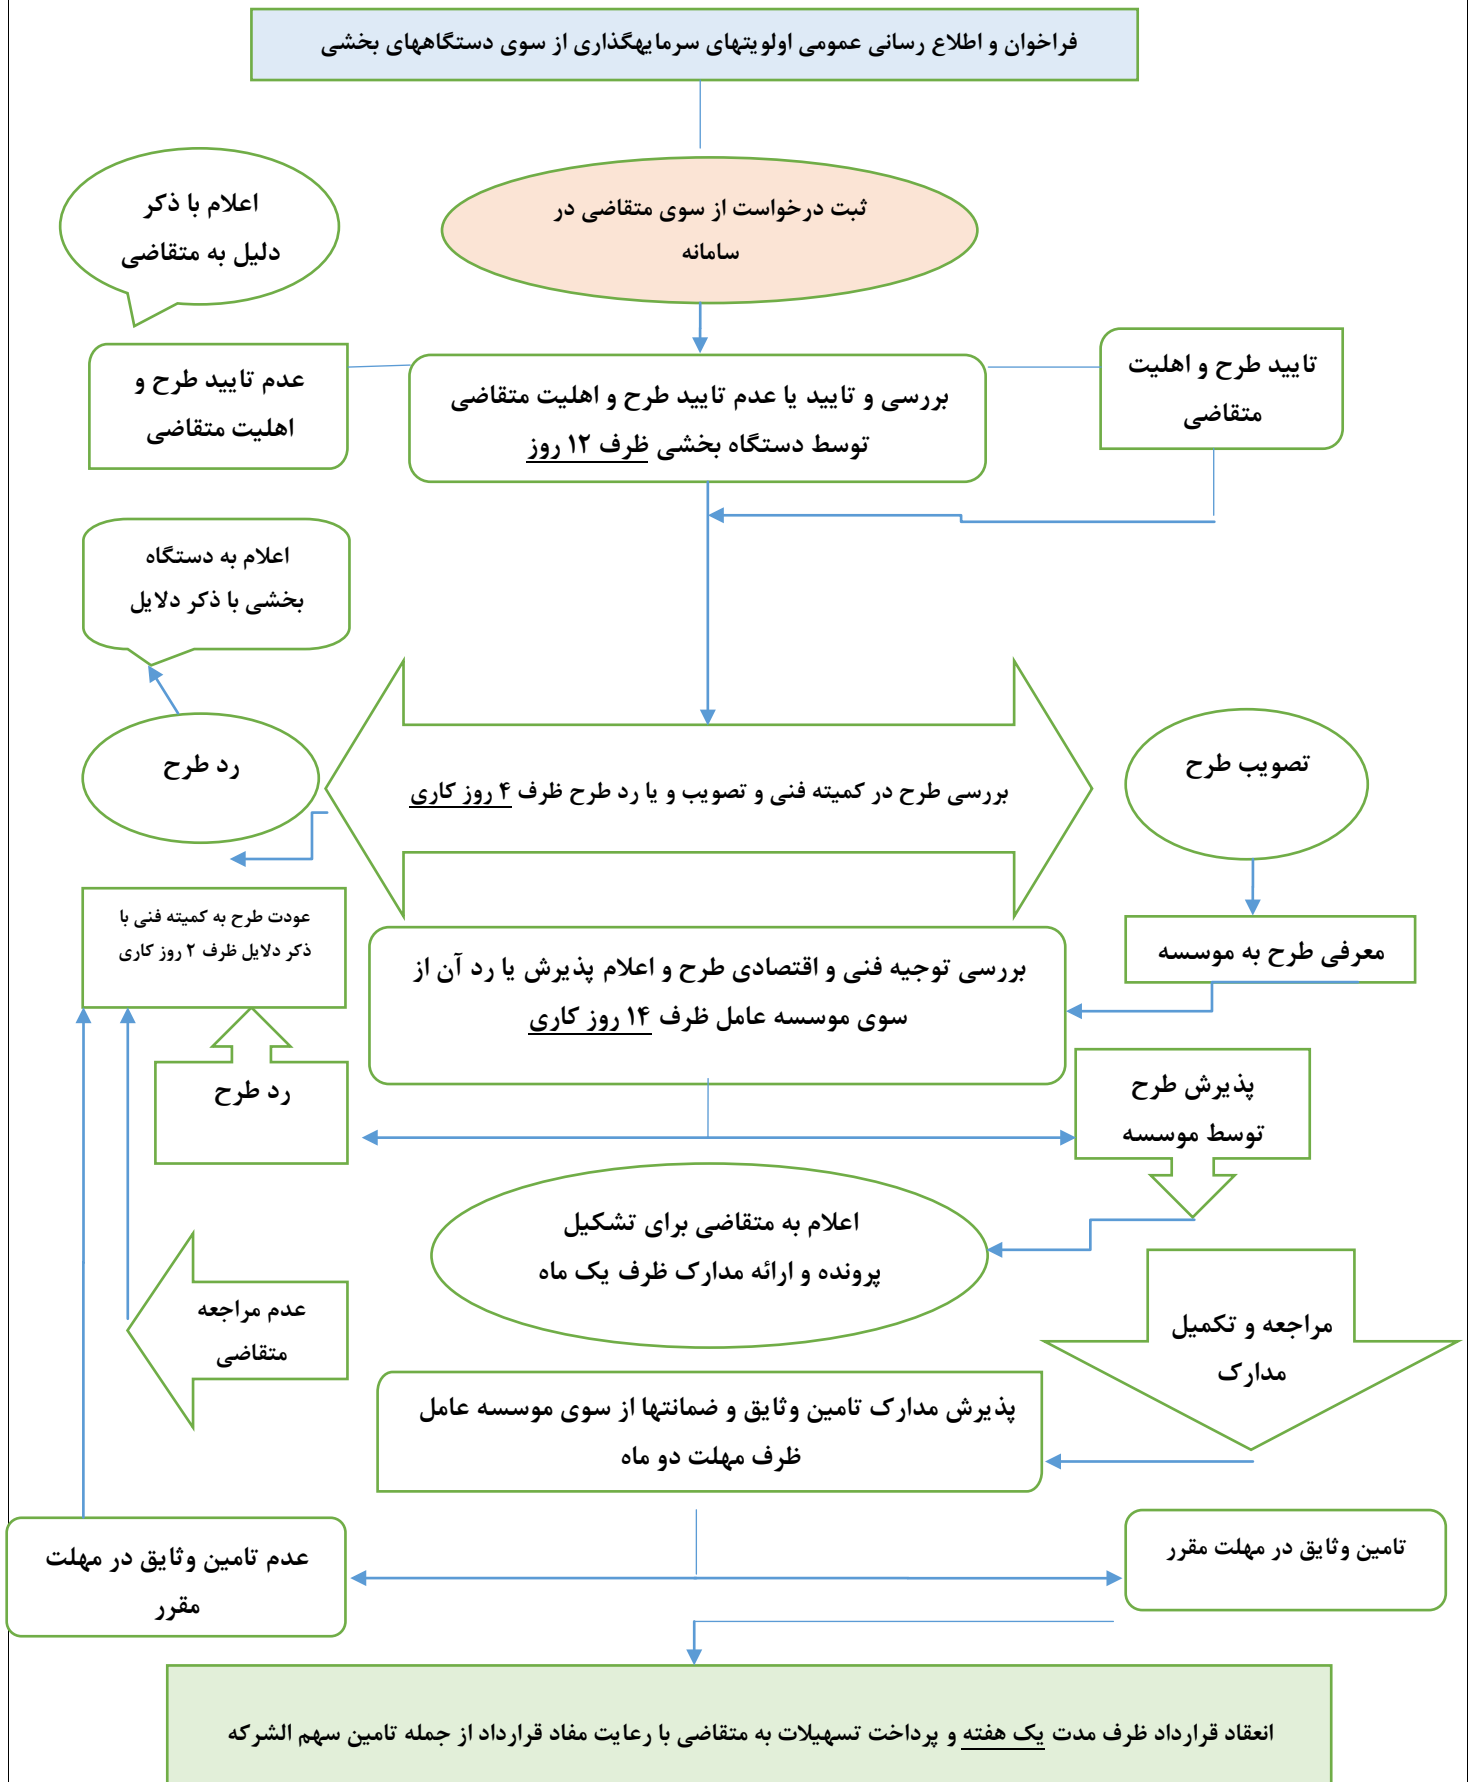 فراخوان و اطلاع رسانی عمومی اولویتهای سرمایهگذاری از سوی دستگاههای بخشی
ثبت درخواست از سوی متقاضی در
سامانه
اعلام با ذکر
دلیل به متقاضی
تایید طرح و اهلیت
متقاضی
بررسی و تایید یا عدم تایید طرح و اهلیت متقاضی
توسط دستگاه بخشی ظرف ۱۲ روز
عدم تایید طرح و
اهلیت متقاضی
اعلام به دستگاه
بخشی با ذکر دلایل
تصویب طرح
بررسی طرح در کمیته فنی و تصویب و یا رد طرح ظرف ۴ روز کاری
رد طرح
معرفی طرح به موسسه
بررسی توجیه فنی و اقتصادی طرح و اعلام پذیرش یا رد آن از
سوی موسسه عامل ظرف ۱۴ روز کاری
عودت طرح به کمیته فنی با
ذکر دلایل ظرف ۲ روز کاری
پذیرش طرح
توسط موسسه
رد طرح
اعلام به متقاضی برای تشکیل
پرونده و ارائه مدارک ظرف یک ماه
مراجعه و تکمیل
مدارک
عدم مراجعه
متقاضی
پذیرش مدارک تامین وثایق و ضمانتها از سوی موسسه عامل
ظرف مهلت دو ماه
تامین وثایق در مهلت مقرر
عدم تامین وثایق در مهلت
مقرر
انعقاد قرارداد ظرف مدت یک هفته و پرداخت تسهیلات به متقاضی با رعایت مفاد قرارداد از جمله تامین سهم الشرکه